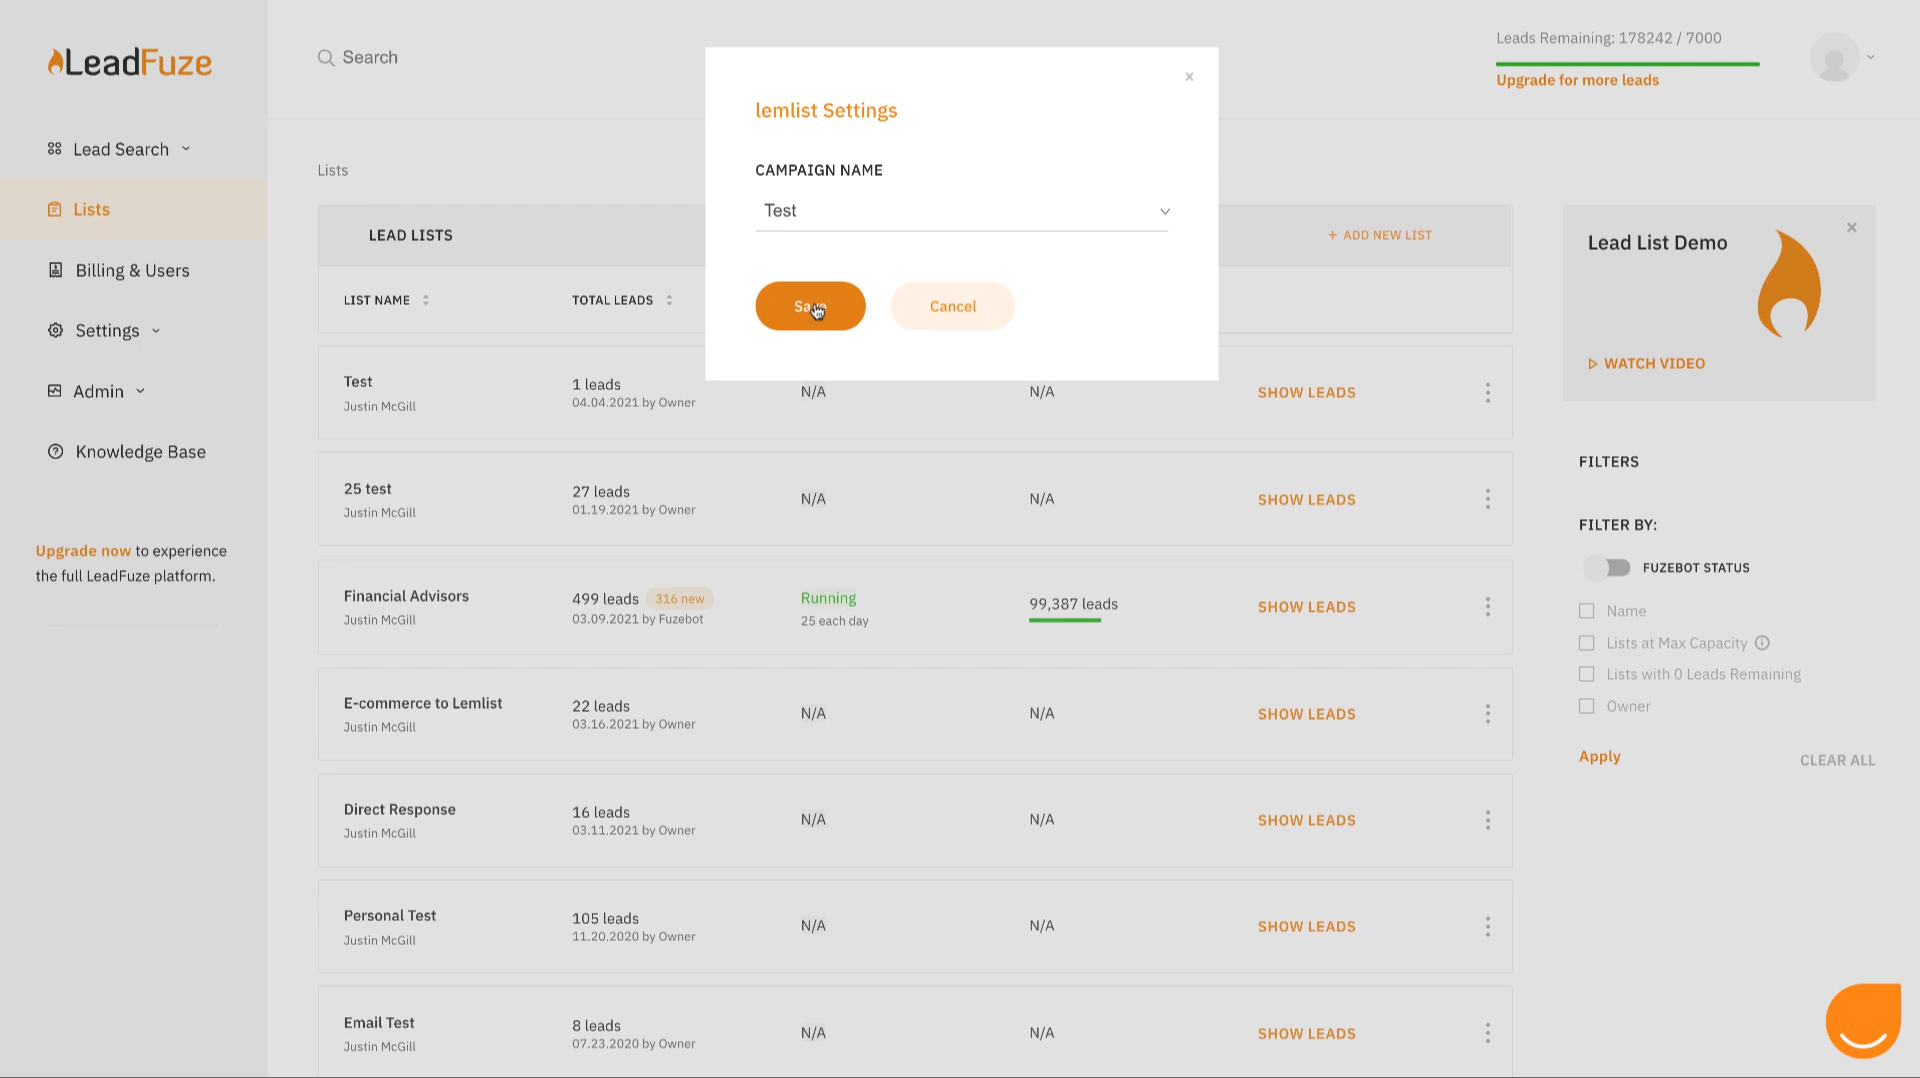 LeadFuze
Search
Leads Remaining: 178242 / 7000
Upgrade for more leads
Lead Search
Lists
Billing & Users
Settings
Admin
Knowledge Base
Upgrade now to experience
the full LeadFuze platform.
lemlist Settings
CAMPAIGN NAME
Test
Save
Cancel
Lists
LEAD LISTS
+ ADD NEW LIST
LIST NAME
TOTAL LEADS
Test
Justin McGill
1 leads
04.04.2021 by Owner
N/A
N/A
SHOW LEADS
25 test
Justin McGill
27 leads
01.19.2021 by Owner
N/A
N/A
SHOW LEADS
Financial Advisors
Justin McGill
499 leads 316 new
03.09.2021 by Fuzebot
Running
25 each day
99,387 leads
SHOW LEADS
E-commerce to Lemlist
Justin McGill
22 leads
03.16.2021 by Owner
N/A
N/A
SHOW LEADS
Direct Response
Justin McGill
16 leads
03.11.2021 by Owner
N/A
N/A
SHOW LEADS
Personal Test
Justin McGill
105 leads
11.20.2020 by Owner
N/A
N/A
SHOW LEADS
Email Test
Justin McGill
8 leads
07.23.2020 by Owner
N/A
N/A
SHOW LEADS
Lead List Demo
WATCH VIDEO
FILTERS
FILTER BY:
FUZEBOT STATUS
Name
Lists at Max Capacity
Lists with 0 Leads Remaining
Owner
Apply
CLEAR ALL